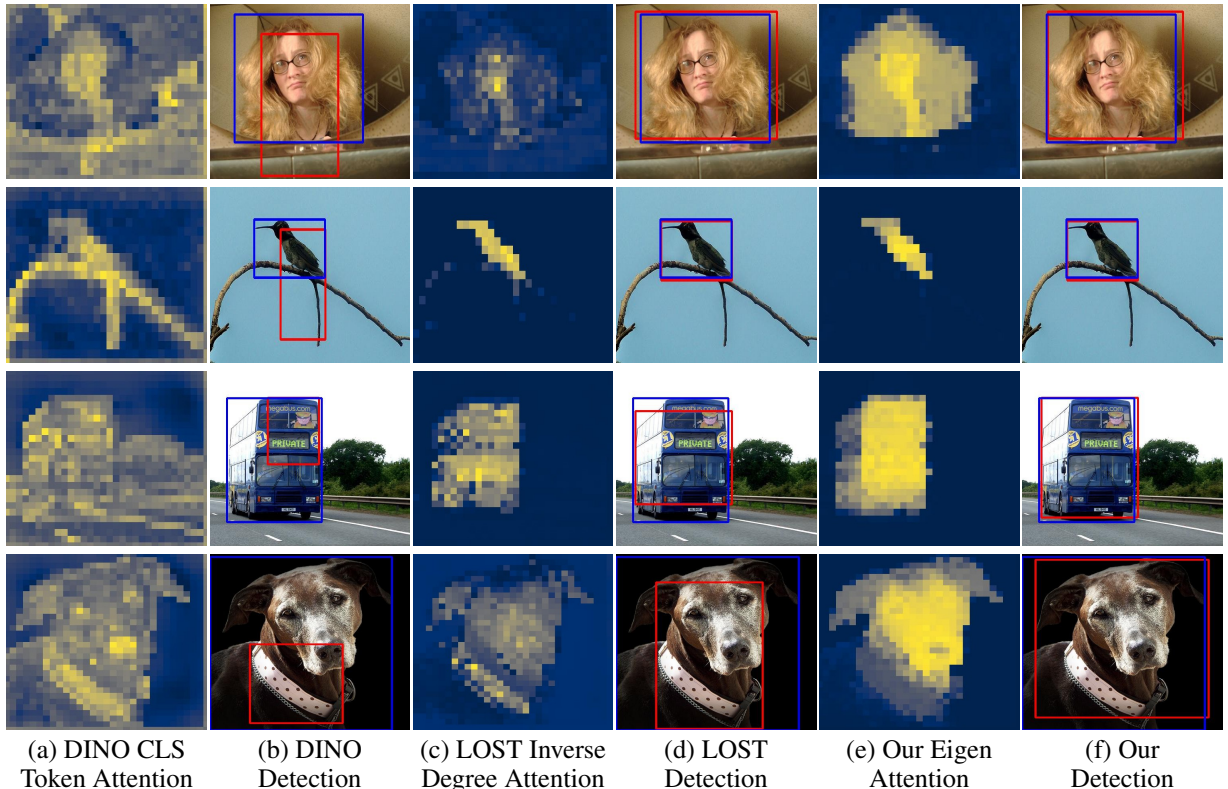 megabus.com
PRIVATE
megabus.com
PRIVATE
megabus.com
PRIVATE
(a) DINO CLS
Token Attention
(b) DINO
Detection
(c) LOST Inverse
Degree Attention
(d) LOST
Detection
(e) Our Eigen
Attention
(f) Our
Detection